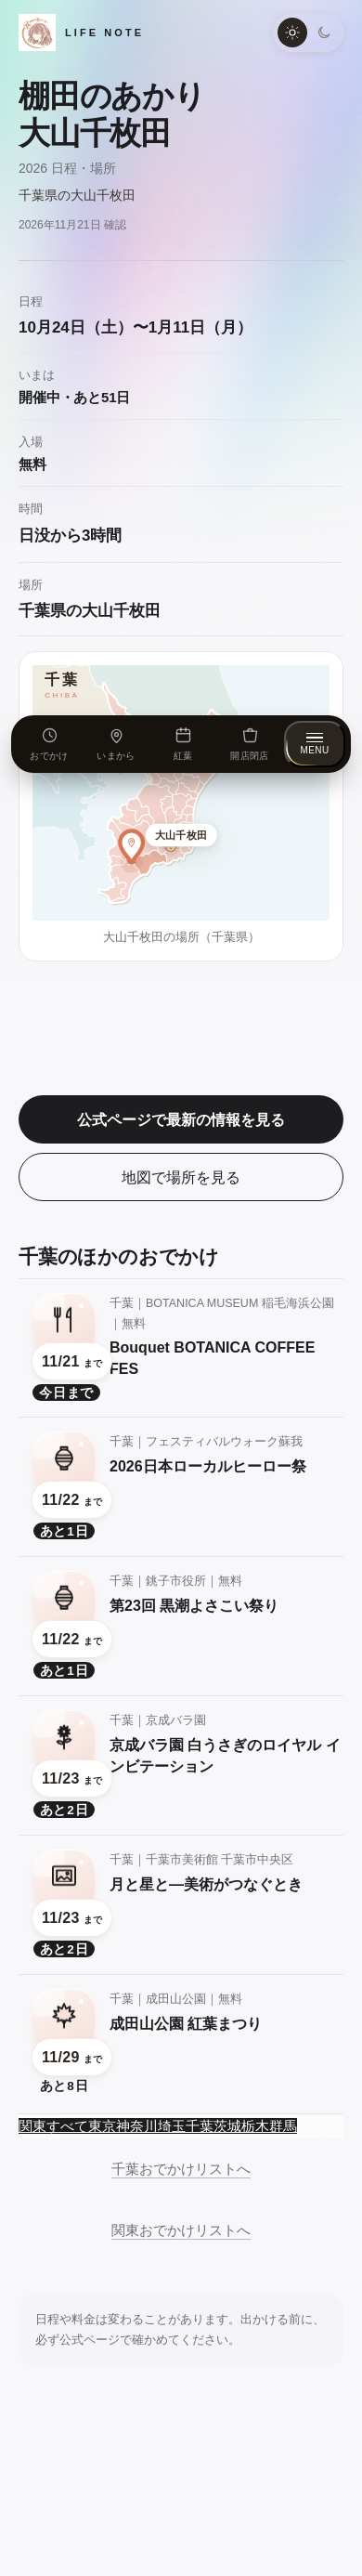 LIFE NOTE
棚田のあかり
大山千枚田
2026 日程・場所
千葉県の大山千枚田
2026年11月21日 確認
日程
10月24日（土）〜1月11日（月）
いまは
開催中・あと51日
入場
無料
時間
日没から3時間
場所
千葉県の大山千枚田
千葉
CHIBA
おでかけ
いまから
紅葉
開店閉店
MENU
大山千枚田
大山千枚田の場所（千葉県）
公式ページで最新の情報を見る
地図で場所を見る
千葉のほかのおでかけ
千葉｜BOTANICA MUSEUM 稲毛海浜公園
｜無料
Bouquet BOTANICA COFFEE
FES
11/21 まで
今日まで
千葉｜フェスティバルウォーク蘇我
2026日本ローカルヒーロー祭
11/22 まで
あと1日
千葉｜銚子市役所｜無料
第23回 黒潮よさこい祭り
11/22 まで
あと1日
千葉｜京成バラ園
京成バラ園 白うさぎのロイヤル イ
ンビテーション
11/23 まで
あと2日
千葉｜千葉市美術館 千葉市中央区
月と星と―美術がつなぐとき
11/23 まで
あと2日
千葉｜成田山公園｜無料
成田山公園 紅葉まつり
11/29 まで
あと8日
関東すべて東京神奈川埼玉千葉茨城栃木群馬
千葉おでかけリストへ
関東おでかけリストへ
日程や料金は変わることがあります。出かける前に、
必ず公式ページで確かめてください。